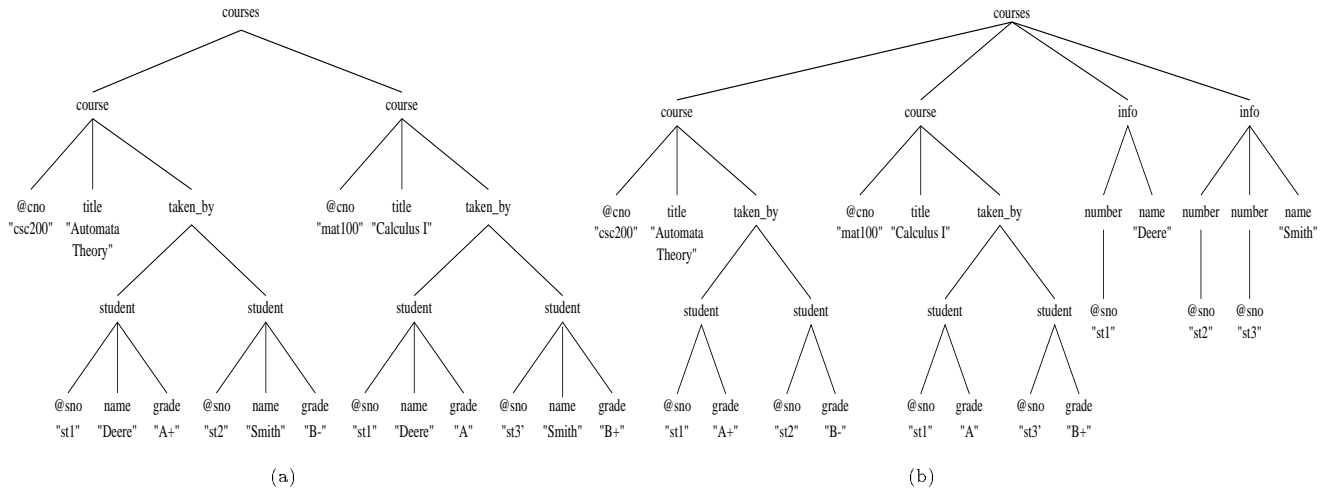 courses
courses
course course
course course info info
@cno title taken_by @cno title taken_by
"csc200" "Automata "mat100" "Calculus I"
Theory"
@cno title taken_by @cno title taken_by number name number number name
"csc200" "Automata "mat100" "Calculus I" "Deere" "Smith"
Theory"
student student student student
student student student student @sno @sno @sno
"st1" "st2" "st3"
@sno name grade @sno name grade @sno name grade @sno name grade
"st1" "Deere" "A+" "st2" "Smith" "B-" "st1" "Deere" "A" "st3' "Smith" "B+"
@sno grade @sno grade @sno grade @sno grade
"st1" "A+" "st2" "B-" "st1" "A" "st3' "B+"
(a) (b)